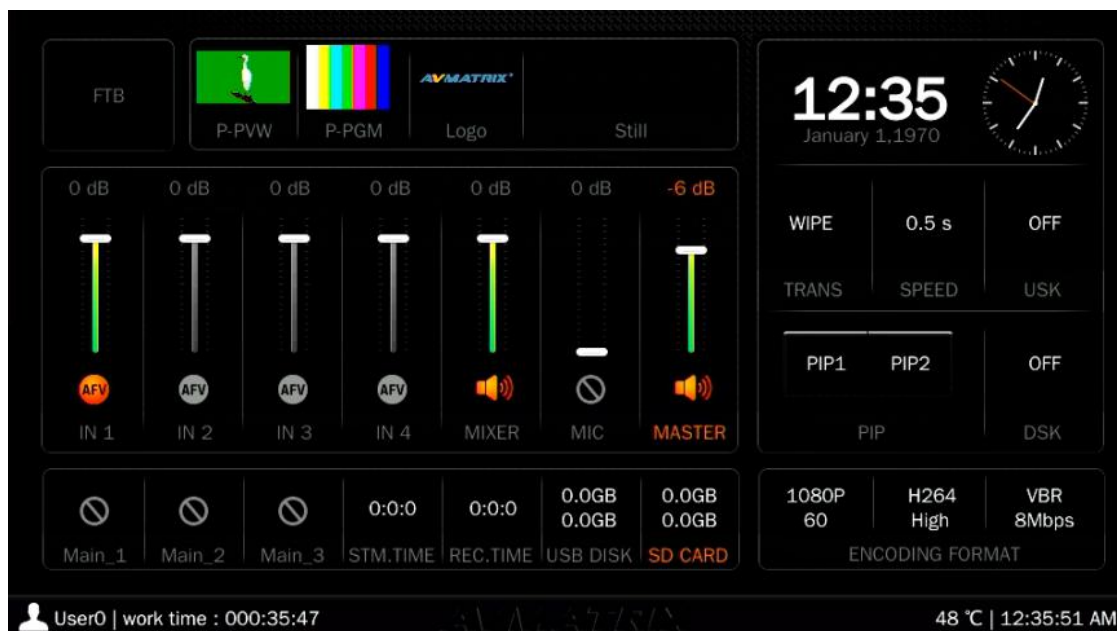 FTB
AVMATRIX
P-PVW P-PGM Logo Still
12:35
January 1,1970
0 dB 0 dB 0 dB 0 dB 0 dB 0 dB -6 dB
AFV AFV AFV AFV
IN 1 IN 2 IN 3 IN 4 MIXER MIC MASTER
WIPE 0.5 s OFF
TRANS SPEED USK
PIP1 PIP2 OFF
PIP DSK
0:0:0 0:0:0 0.0GB 0.0GB
0.0GB 0.0GB
Main_1 Main_2 Main_3 STM.TIME REC.TIME USB DISK SD CARD
1080P H264 VBR
60 High 8Mbps
ENCODING FORMAT
User0 | work time : 000:35:47 AVMATRIX 48 ℃ | 12:35:51 AM